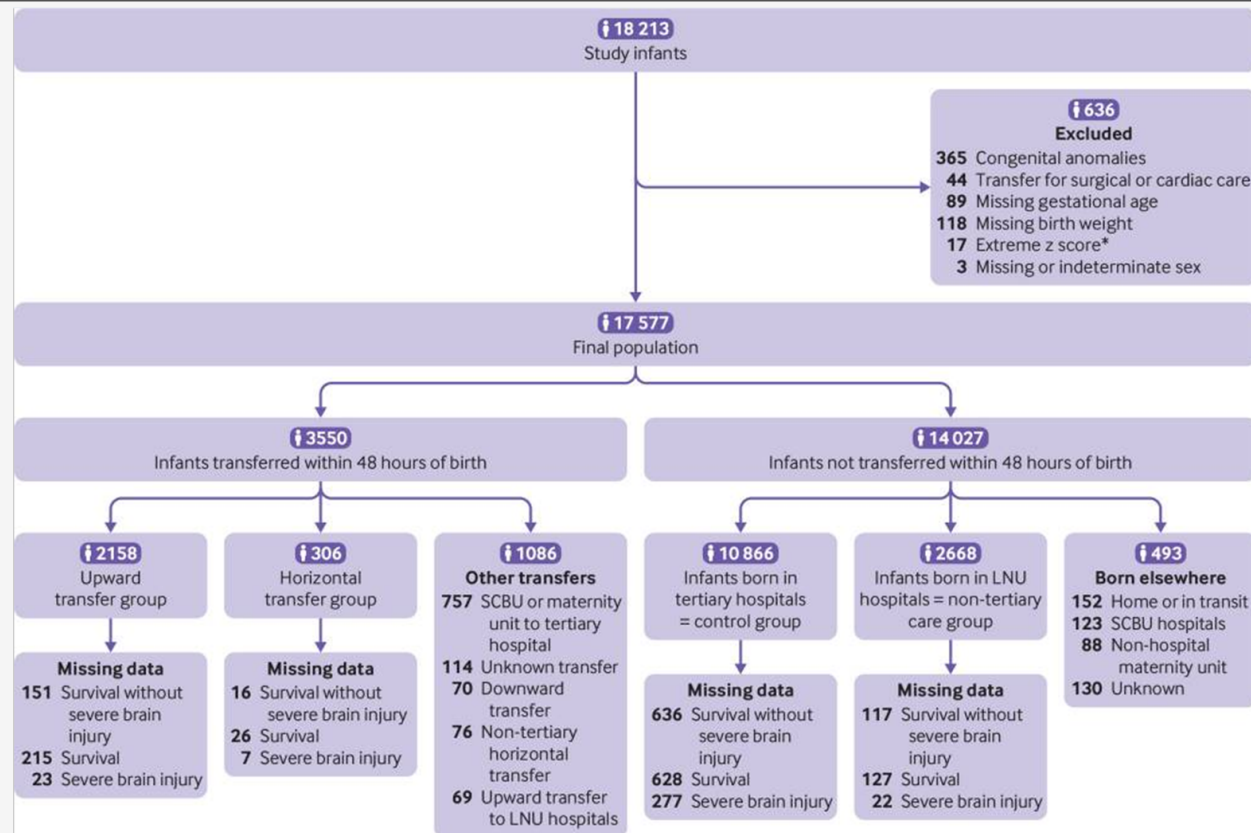 18 213
Study infants
636
Excluded
365 Congenital anomalies
44 Transfer for surgical or cardiac care
89 Missing gestational age
118 Missing birth weight
17 Extreme z score*
3 Missing or indeterminate sex
17 577
Final population
3550
Infants transferred within 48 hours of birth
14 027
Infants not transferred within 48 hours of birth
2158
Upward
transfer group
Missing data
151 Survival without
severe brain
injury
215 Survival
23 Severe brain injury
306
Horizontal
transfer group
Missing data
16 Survival without
severe brain injury
26 Survival
7 Severe brain injury
1086
Other transfers
757 SCBU or maternity
unit to tertiary
hospital
114 Unknown transfer
70 Downward
transfer
76 Non-tertiary
horizontal
transfer
69 Upward transfer
to LNU hospitals
10 866
Infants born in
tertiary hospitals
= control group
Missing data
636 Survival without
severe brain
injury
628 Survival
277 Severe brain injury
2668
Infants born in LNU
hospitals = non-tertiary
care group
Missing data
117 Survival without
severe brain
injury
127 Survival
22 Severe brain injury
493
Born elsewhere
152 Home or in transit
123 SCBU hospitals
88 Non-hospital
maternity unit
130 Unknown